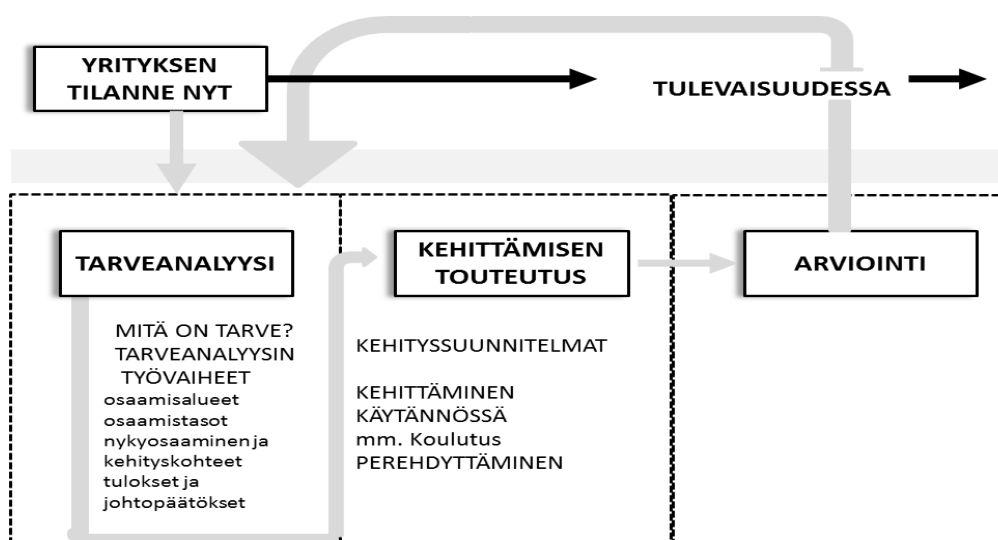 YRITYKSEN
TILANNE NYT
TULEVAISUUDESSA
TARVEANALYYSI
MITÄ ON TARVE?
TARVEANALYYSIN
TYÖVAIHEET
osaamisalueet
osaamistasot
nykyosaaminen ja
kehityskohteet
tulokset ja
johtopäätökset
KEHITTÄMISEN
TOUTEUTUS
KEHITYSSUUNNITELMAT
KEHITTÄMINEN
KÄYTÄNNÖSSÄ
mm. Koulutus
PEREHDYTTÄMINEN
ARVIOINTI